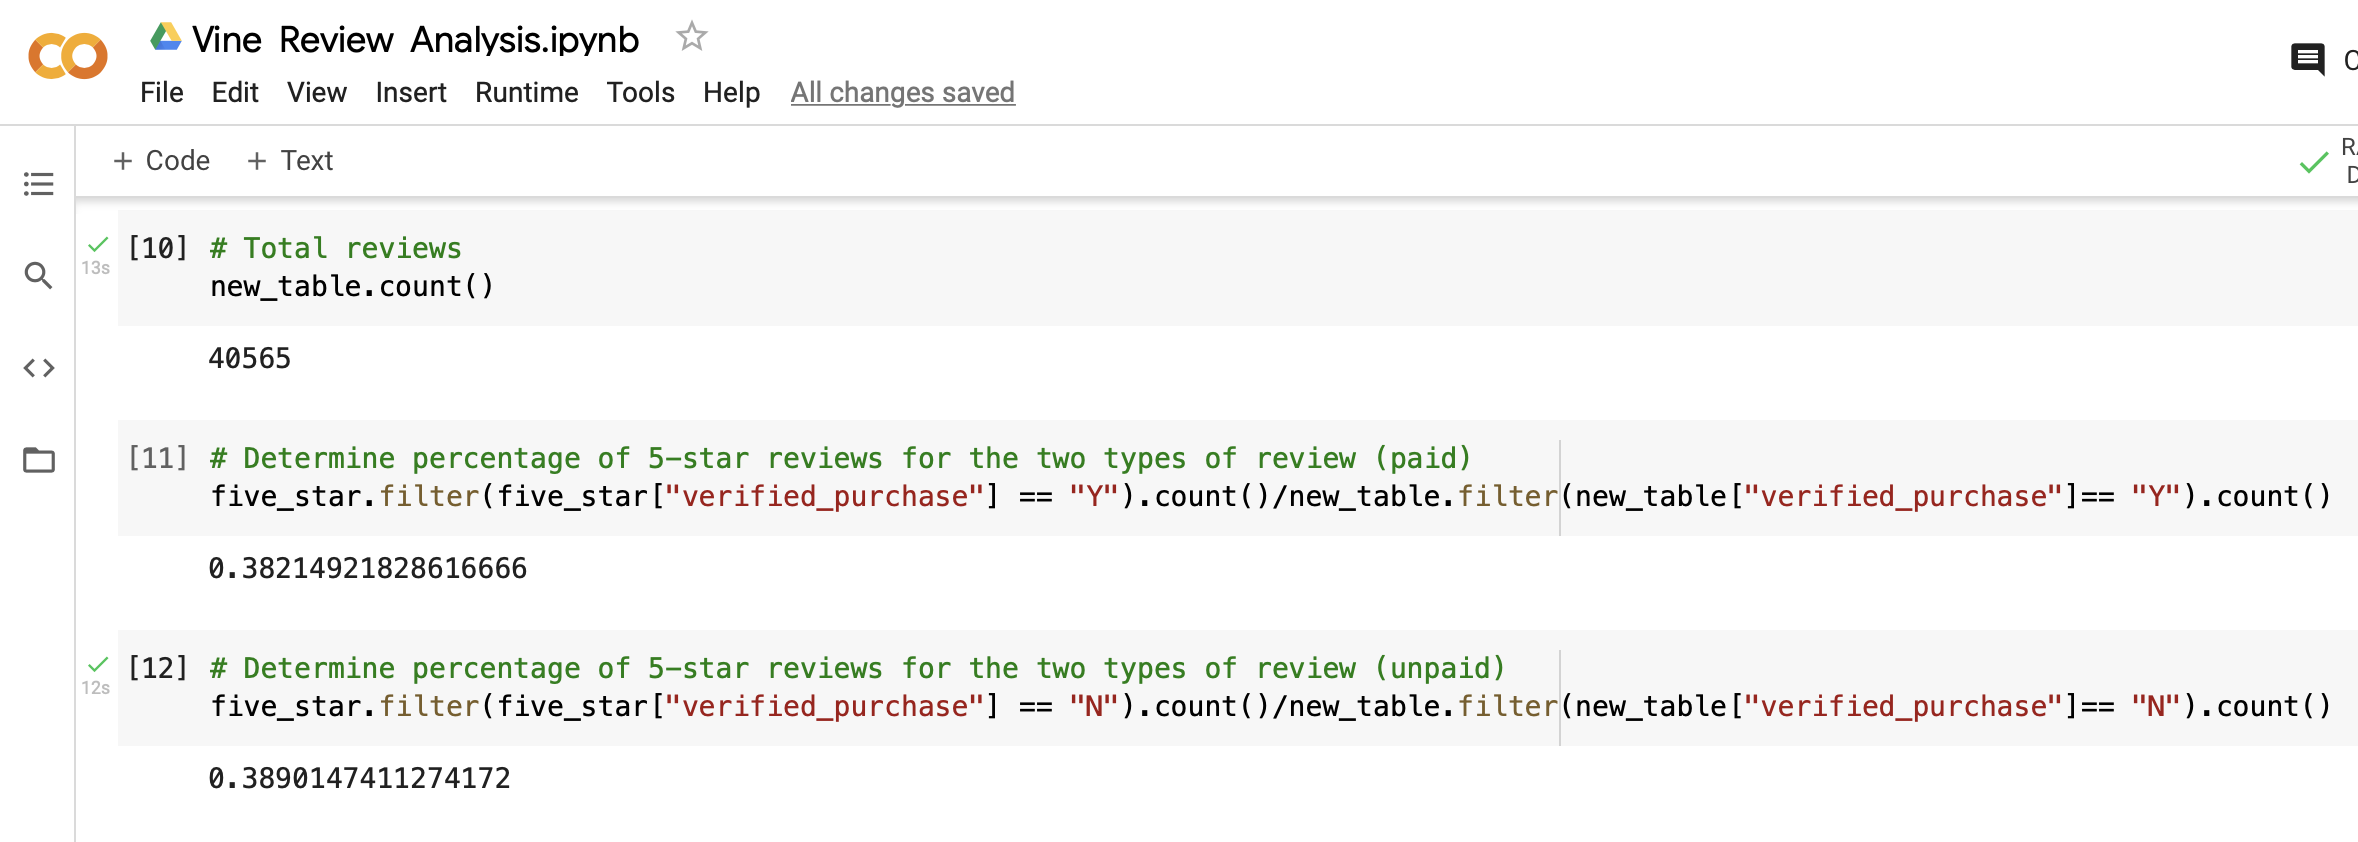 Vine Review Analysis.ipynb
File Edit View Insert Runtime Tools Help All changes saved
+ Code + Text
[10] # Total reviews
13s
new_table.count()
40565
[11] # Determine percentage of 5-star reviews for the two types of review (paid)
five_star.filter(five_star["verified_purchase"] == "Y").count()/new_table.filter(new_table["verified_purchase"]== "Y").count()
0.38214921828616666
[12] # Determine percentage of 5-star reviews for the two types of review (unpaid)
12s
five_star.filter(five_star["verified_purchase"] == "N").count()/new_table.filter(new_table["verified_purchase"]== "N").count()
0.3890147411274172